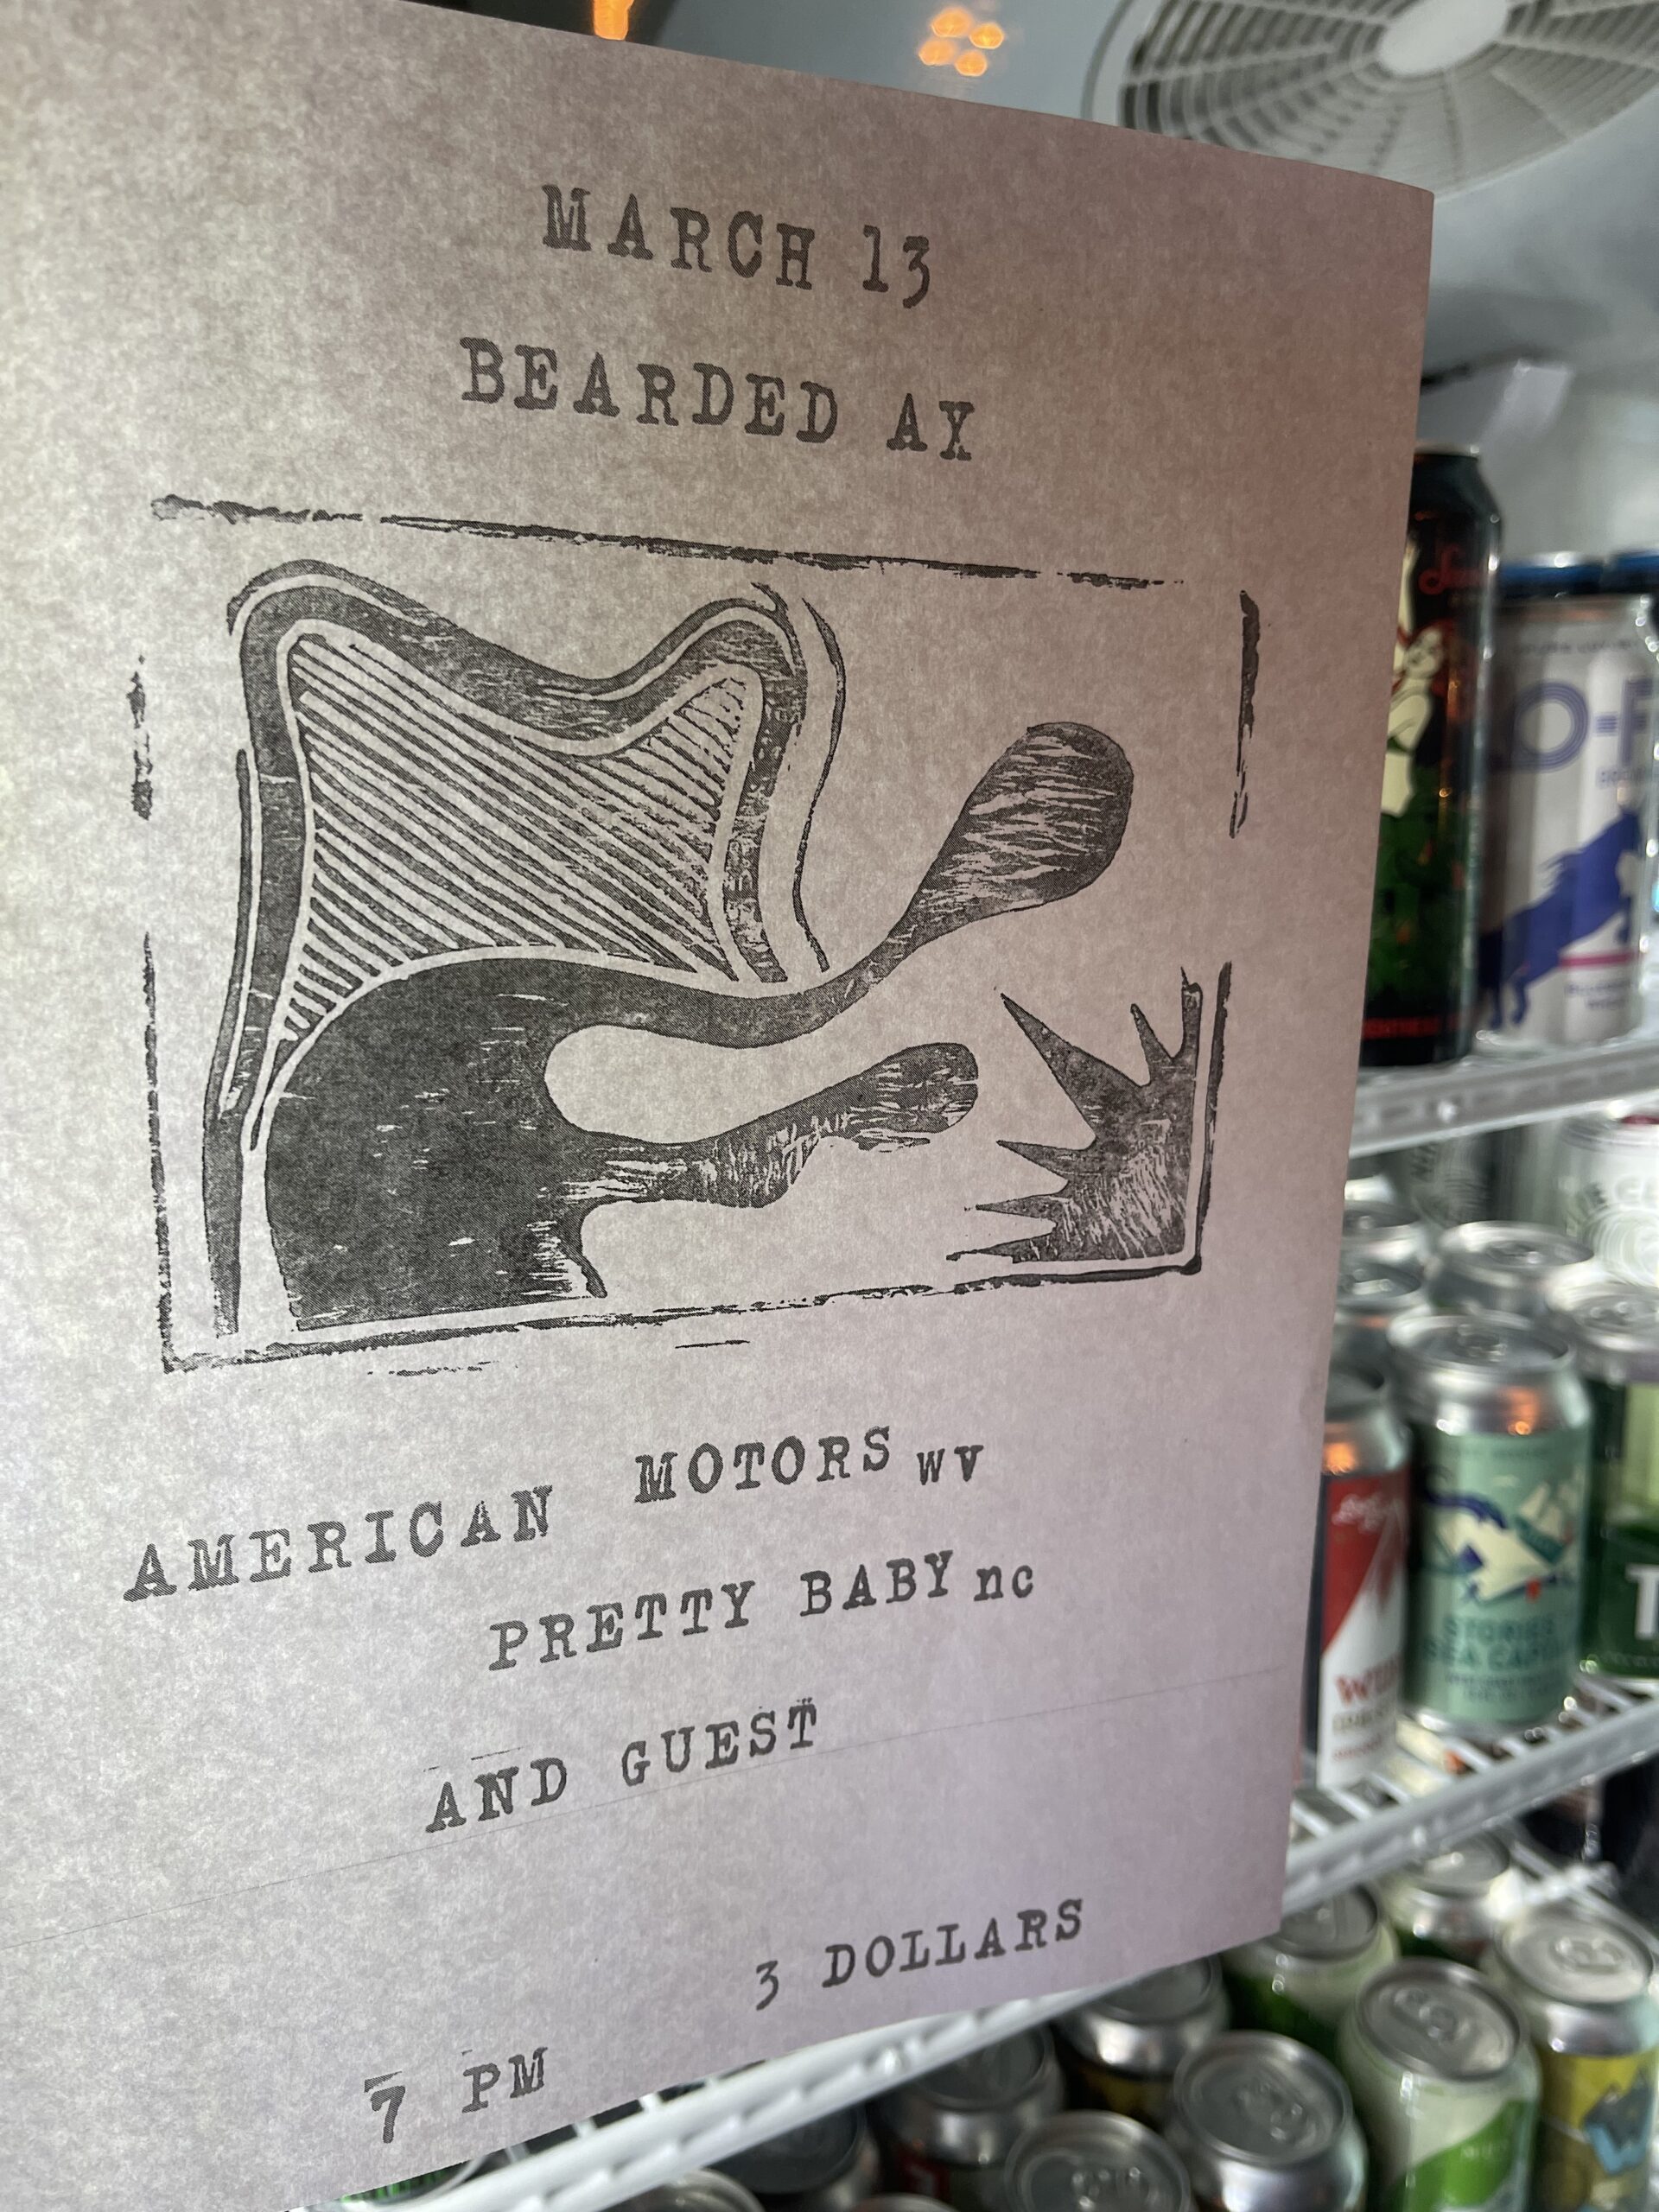 MARCH 13
BEARDED AX
AMERICAN MOTORS wv
PRETTY BABY nc
AND GUEST
3 DOLLARS
7 PM